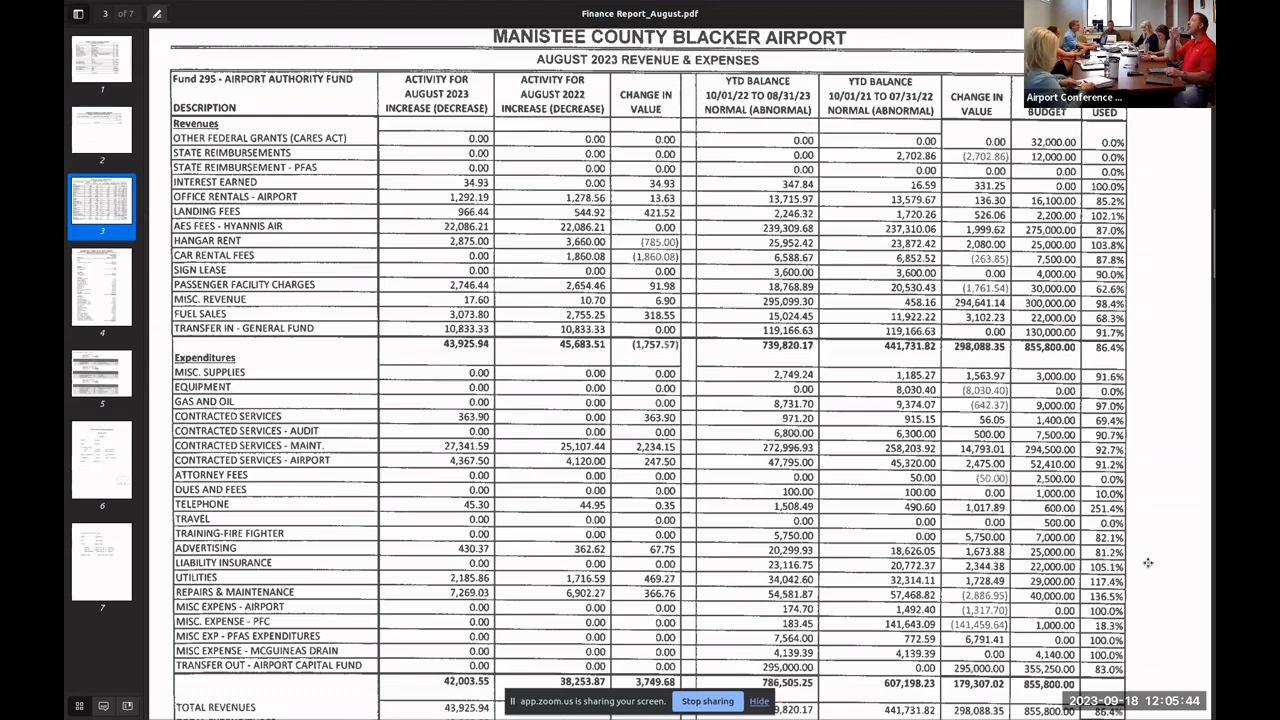 3 of 7
Finance_Report_August.pdf
Airport Conference ...
MANISTEE COUNTY BLACKER AIRPORT
AUGUST 2023 REVENUE & EXPENSES
Fund 295 - AIRPORT AUTHORITY FUND
DESCRIPTION
ACTIVITY FOR AUGUST 2023 INCREASE (DECREASE)
ACTIVITY FOR AUGUST 2022 INCREASE (DECREASE)
CHANGE IN VALUE
YTD BALANCE 10/01/22 TO 08/31/23 NORMAL (ABNORMAL)
YTD BALANCE 10/01/21 TO 07/31/22 NORMAL (ABNORMAL)
CHANGE IN VALUE
BUDGET
USED
Revenues
OTHER FEDERAL GRANTS (CARES ACT) 0.00 0.00 0.00 0.00 0.00 0.00 32,000.00 0.0%
STATE REIMBURSEMENTS 0.00 0.00 0.00 0.00 2,702.86 (2,702.86) 12,000.00 0.0%
STATE REIMBURSEMENT - PFAS 0.00 0.00 0.00 0.00 0.00 0.00 0.00 0.0%
INTEREST EARNED 34.93 0.00 34.93 347.84 16.59 331.25 0.00 100.0%
OFFICE RENTALS - AIRPORT 1,292.19 1,278.56 13.63 13,715.97 13,579.67 136.30 16,100.00 85.2%
LANDING FEES 966.44 544.92 421.52 2,246.32 1,720.26 526.06 2,200.00 102.1%
AES FEES - HYANNIS AIR 22,086.21 22,086.21 0.00 239,309.68 237,310.06 1,999.62 275,000.00 87.0%
HANGAR RENT 2,875.00 3,660.00 (785.00) 25,952.42 23,872.42 2,080.00 25,000.00 103.8%
CAR RENTAL FEES 0.00 1,860.08 (1,860.08) 6,588.67 6,852.52 (263.85) 7,500.00 87.8%
SIGN LEASE 0.00 0.00 0.00 3,600.00 3,600.00 0.00 4,000.00 90.0%
PASSENGER FACILITY CHARGES 2,746.44 2,654.46 91.98 18,768.89 20,530.43 (1,761.54) 30,000.00 62.6%
MISC. REVENUE 17.60 10.70 6.90 295,099.30 458.16 294,641.14 300,000.00 98.4%
FUEL SALES 3,073.80 2,755.25 318.55 15,024.45 11,922.22 3,102.23 22,000.00 68.3%
TRANSFER IN - GENERAL FUND 10,833.33 10,833.33 0.00 119,166.63 119,166.63 0.00 130,000.00 91.7%
43,925.94 45,683.51 (1,757.57) 739,820.17 441,731.82 298,088.35 855,800.00 86.4%
Expenditures
MISC. SUPPLIES 0.00 0.00 0.00 2,749.24 1,185.27 1,563.97 3,000.00 91.6%
EQUIPMENT 0.00 0.00 0.00 0.00 8,030.40 (8,030.40) 0.00 0.0%
GAS AND OIL 0.00 0.00 0.00 8,731.70 9,374.07 (642.37) 9,000.00 97.0%
CONTRACTED SERVICES 363.90 0.00 363.90 971.20 915.15 56.05 1,400.00 69.4%
CONTRACTED SERVICES - AUDIT 0.00 0.00 0.00 6,800.00 6,300.00 500.00 7,500.00 90.7%
CONTRACTED SERVICES - MAINT. 27,341.59 25,107.44 2,234.15 272,996.93 258,203.92 14,793.01 294,500.00 92.7%
CONTRACTED SERVICES - AIRPORT 4,367.50 4,120.00 247.50 47,795.00 45,320.00 2,475.00 52,410.00 91.2%
ATTORNEY FEES 0.00 0.00 0.00 0.00 50.00 (50.00) 2,500.00 0.0%
DUES AND FEES 0.00 0.00 0.00 100.00 100.00 0.00 1,000.00 10.0%
TELEPHONE 45.30 44.95 0.35 1,508.49 490.60 1,017.89 600.00 251.4%
TRAVEL 0.00 0.00 0.00 0.00 0.00 0.00 500.00 0.0%
TRAINING-FIRE FIGHTER 0.00 0.00 0.00 5,750.00 0.00 5,750.00 7,000.00 82.1%
ADVERTISING 430.37 362.62 67.75 20,299.93 18,626.05 1,673.88 25,000.00 81.2%
LIABILITY INSURANCE 0.00 0.00 0.00 23,116.75 20,772.37 2,344.38 22,000.00 105.1%
UTILITIES 2,185.86 1,716.59 469.27 34,042.60 32,314.11 1,728.49 29,000.00 117.4%
REPAIRS & MAINTENANCE 7,269.03 6,902.27 366.76 54,581.87 57,468.82 (2,886.95) 40,000.00 136.5%
MISC EXPENS - AIRPORT 0.00 0.00 0.00 174.70 1,492.40 (1,317.70) 0.00 100.0%
MISC. EXPENSE - PFC 0.00 0.00 0.00 183.45 141,643.09 (141,459.64) 1,000.00 18.3%
MISC EXP - PFAS EXPENDITURES 0.00 0.00 0.00 7,564.00 772.59 6,791.41 0.00 100.0%
MISC EXPENSE - MCGUINEAS DRAIN 0.00 0.00 0.00 4,139.39 4,139.39 0.00 4,140.00 100.0%
TRANSFER OUT - AIRPORT CAPITAL FUND 0.00 0.00 0.00 295,000.00 0.00 295,000.00 355,250.00 83.0%
42,003.55 38,253.87 3,749.68 786,505.25 607,198.23 179,307.02 855,800.00
TOTAL REVENUES 43,925.94 9,820.17 441,731.82 298,088.35 855,800.00 86.4%
app.zoom.us is sharing your screen.
Stop sharing
Hide
2023-09-18 12:05:44
1
2
3
4
5
6
7